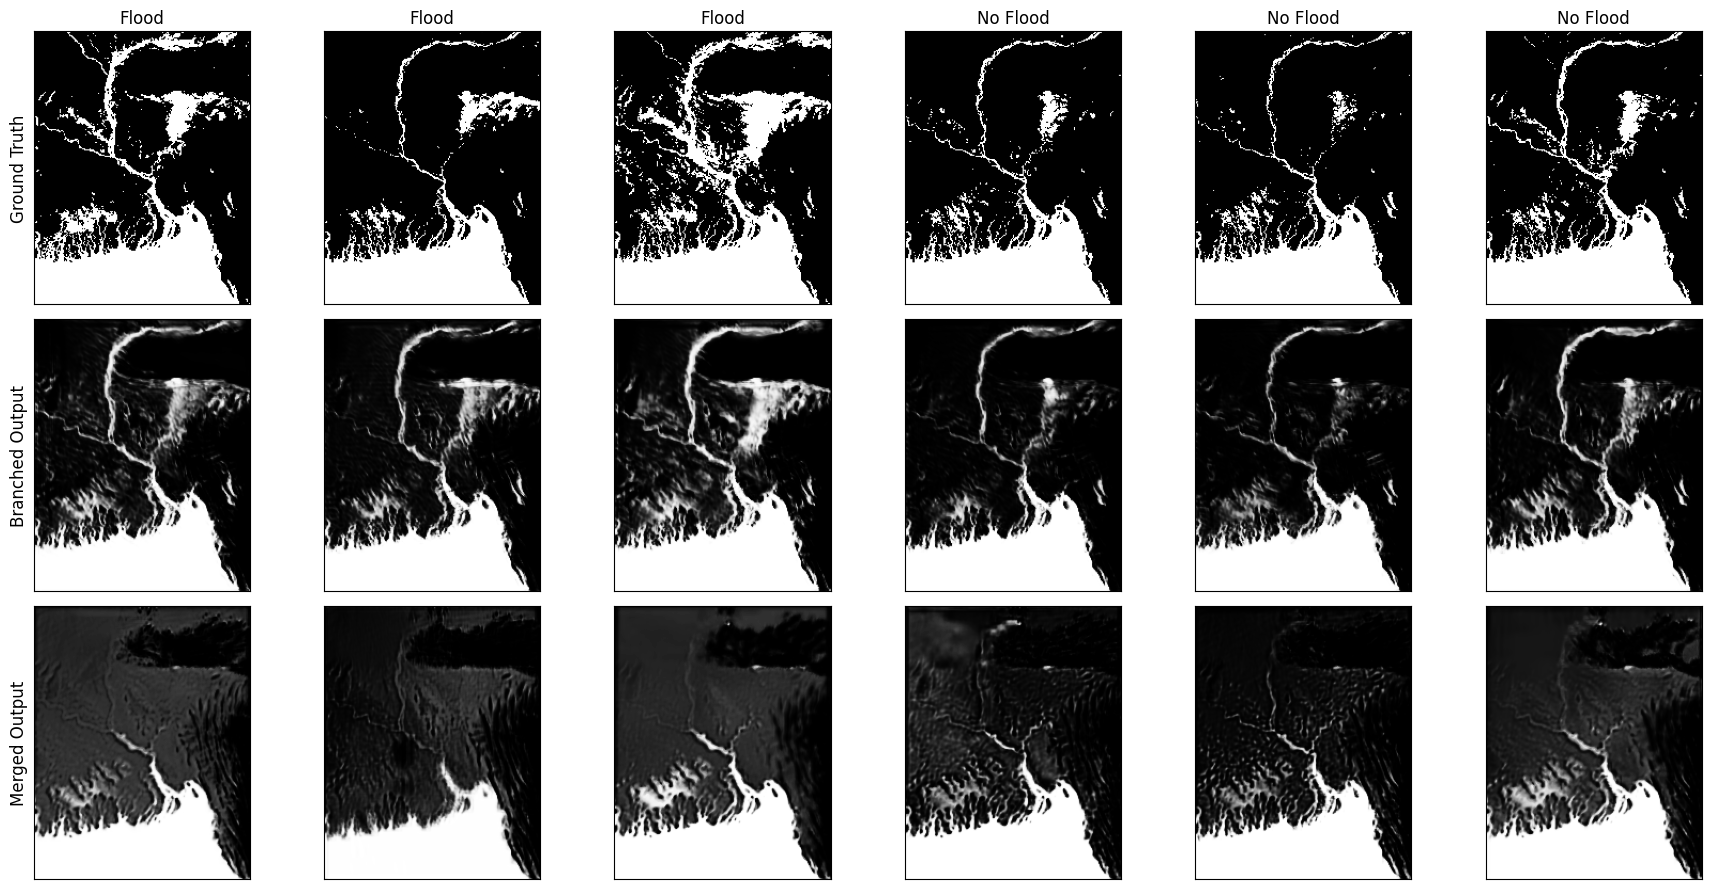 Flood
Flood
Flood
No Flood
No Flood
No Flood
Ground Truth
Branched Output
Merged Output